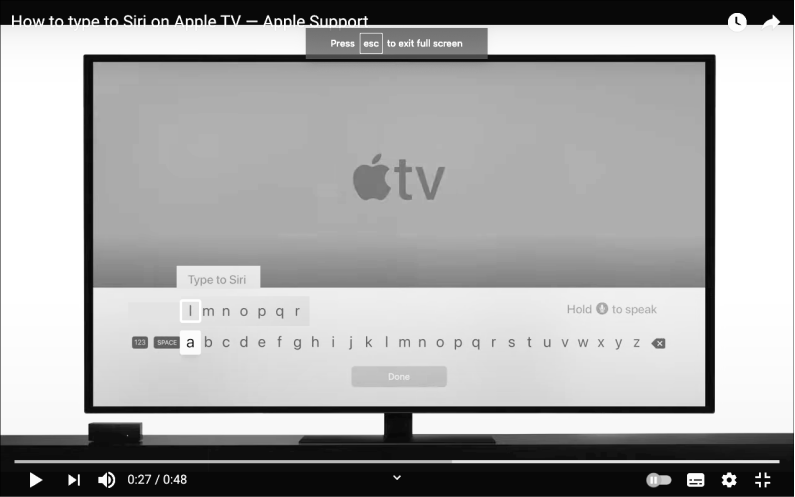 How to type to Siri on Apple TV — Apple Support
Press esc to exit full screen
tv
Type to Siri
l m n o p q r
Hold to speak
123 SPACE a b c d e f g h i j k l m n o p q r s t u v w x y z
Done
0:27 / 0:48